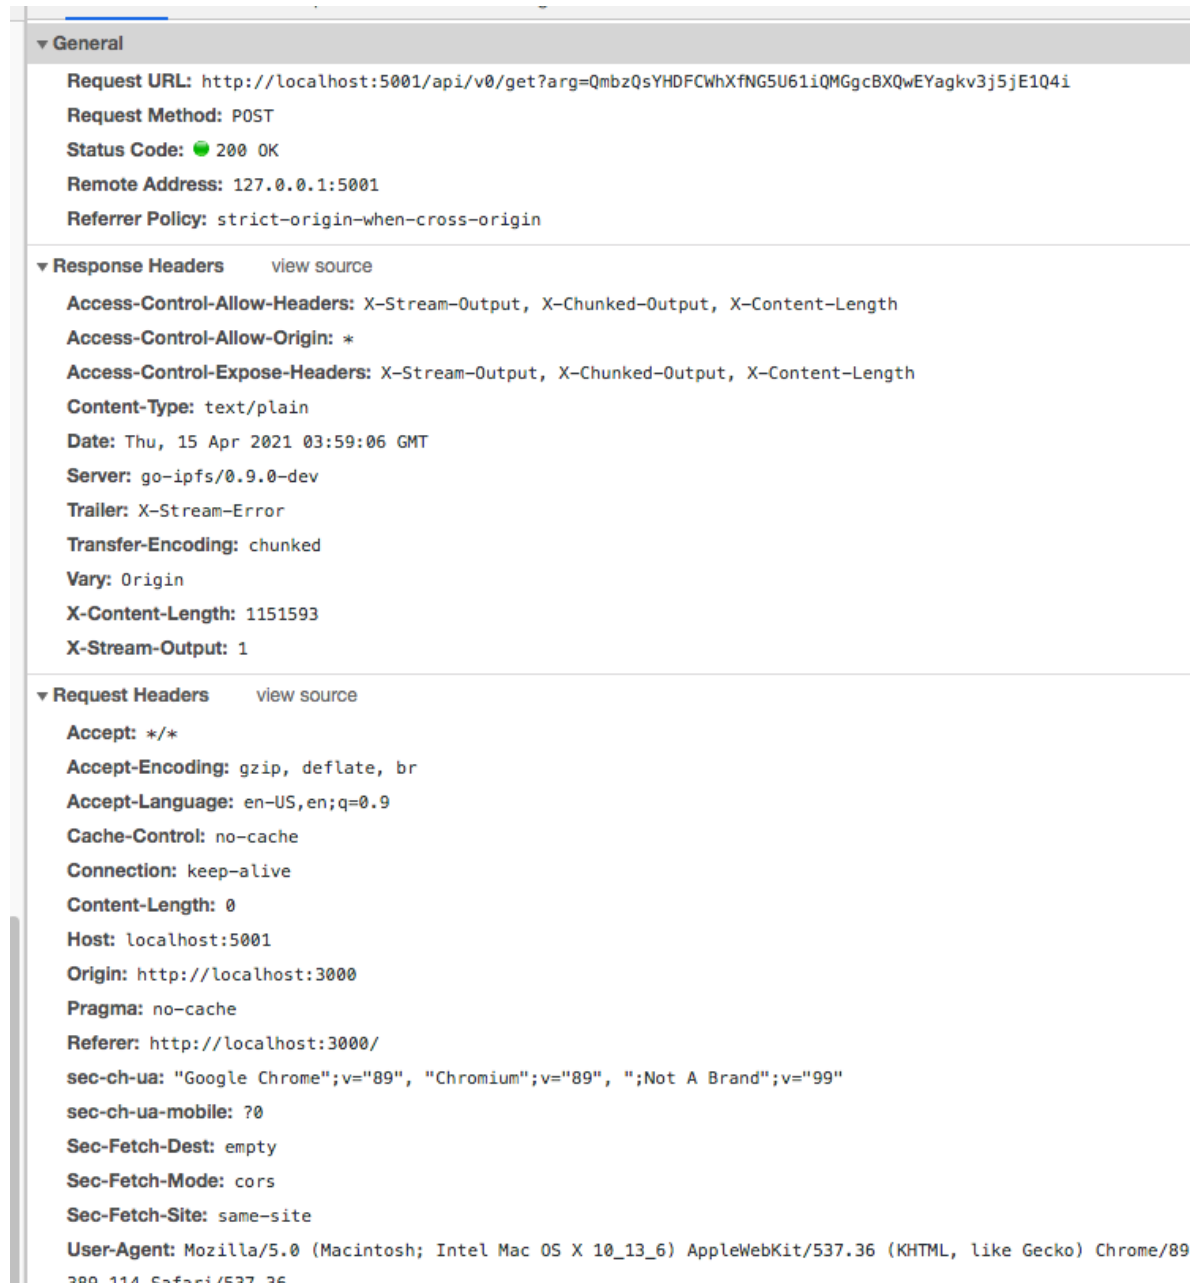 General
Request URL: http://localhost:5001/api/v0/get?arg=QmbzQsYHDFCWhXfNG5U61iQMGgcBXQwEYagkv3j5jE1Q4i
Request Method: POST
Status Code: 200 OK
Remote Address: 127.0.0.1:5001
Referrer Policy: strict-origin-when-cross-origin
Response Headers view source
Access-Control-Allow-Headers: X-Stream-Output, X-Chunked-Output, X-Content-Length
Access-Control-Allow-Origin: *
Access-Control-Expose-Headers: X-Stream-Output, X-Chunked-Output, X-Content-Length
Content-Type: text/plain
Date: Thu, 15 Apr 2021 03:59:06 GMT
Server: go-ipfs/0.9.0-dev
Trailer: X-Stream-Error
Transfer-Encoding: chunked
Vary: Origin
X-Content-Length: 1151593
X-Stream-Output: 1
Request Headers view source
Accept: */*
Accept-Encoding: gzip, deflate, br
Accept-Language: en-US,en;q=0.9
Cache-Control: no-cache
Connection: keep-alive
Content-Length: 0
Host: localhost:5001
Origin: http://localhost:3000
Pragma: no-cache
Referer: http://localhost:3000/
sec-ch-ua: "Google Chrome";v="89", "Chromium";v="89", ";Not A Brand";v="99"
sec-ch-ua-mobile: ?0
Sec-Fetch-Dest: empty
Sec-Fetch-Mode: cors
Sec-Fetch-Site: same-site
User-Agent: Mozilla/5.0 (Macintosh; Intel Mac OS X 10_13_6) AppleWebKit/537.36 (KHTML, like Gecko) Chrome/89
389.114 Safari/537.36